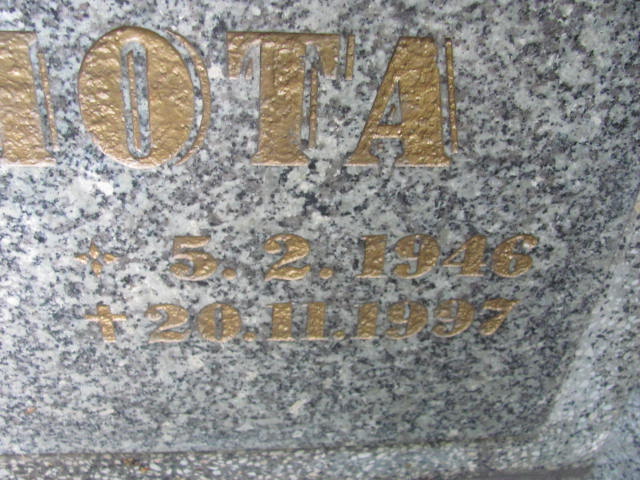 OTA
5. 2. 1946
✝ 20.11.1997